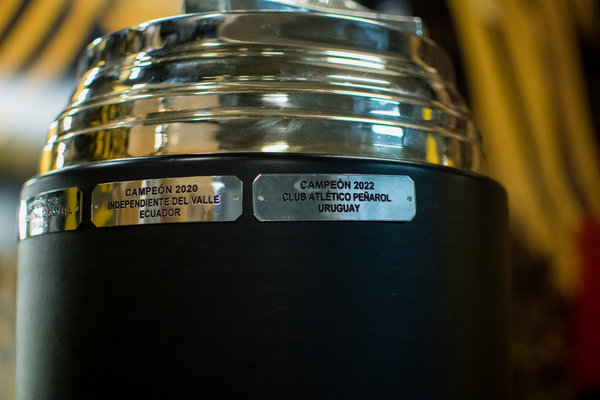 CAMPEÓN 2020
INDEPENDIENTE DEL VALLE
ECUADOR
CAMPEÓN 2022
CLUB ATLÉTICO PEÑAROL
URUGUAY